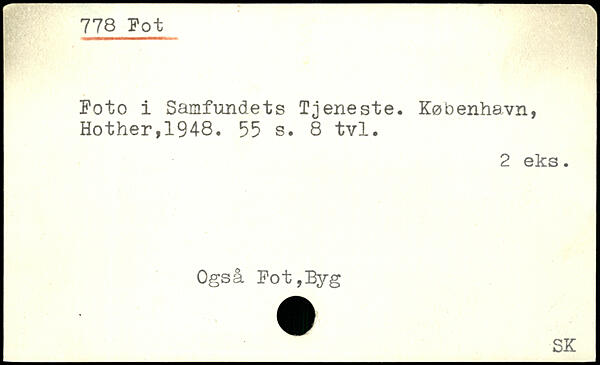 778 Fot
Foto i Samfundets Tjeneste. København,
Hother,1948. 55 s. 8 tvl.
2 eks.
Også Fot,Byg
SK